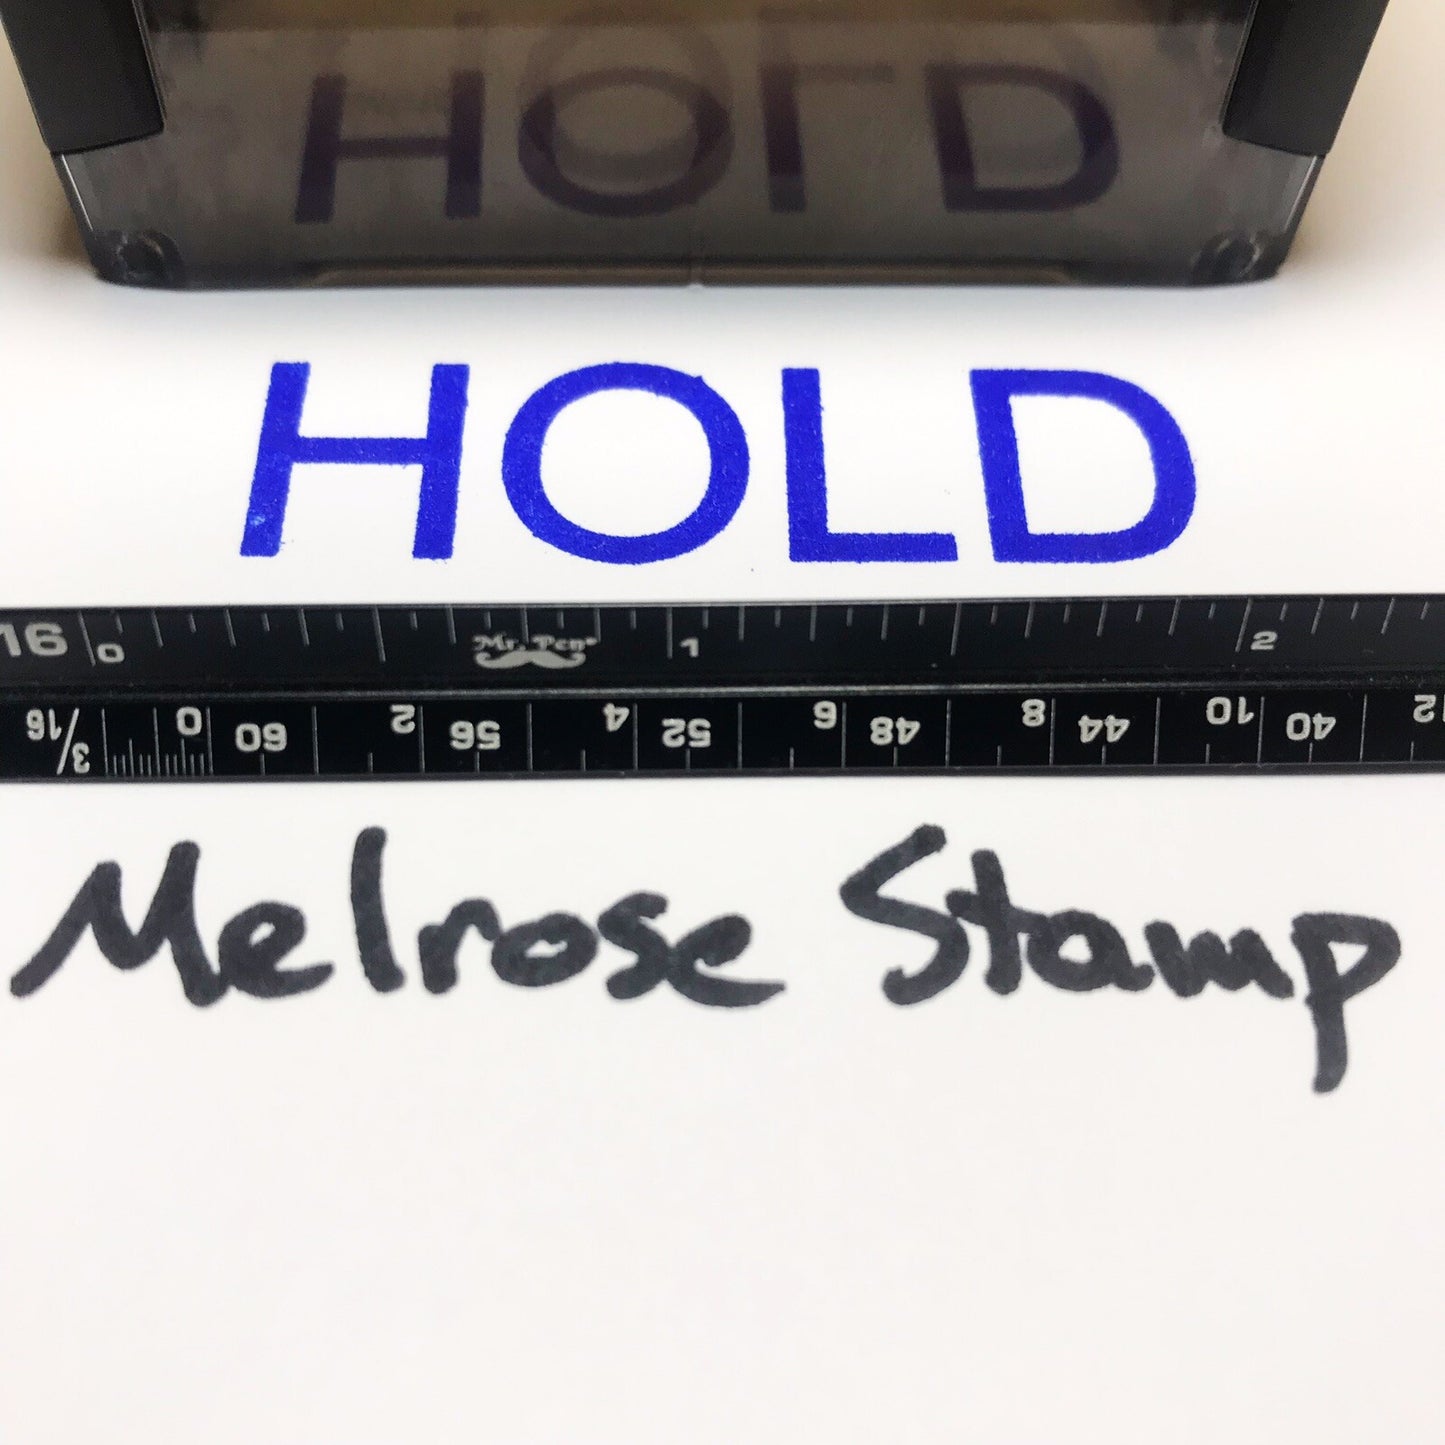 HOLD
HOLD
16 0 1 2
Mr. Pen
3/16 0 60 2 56 4 52 6 48 8 44 10 40 12
Melrose Stamp